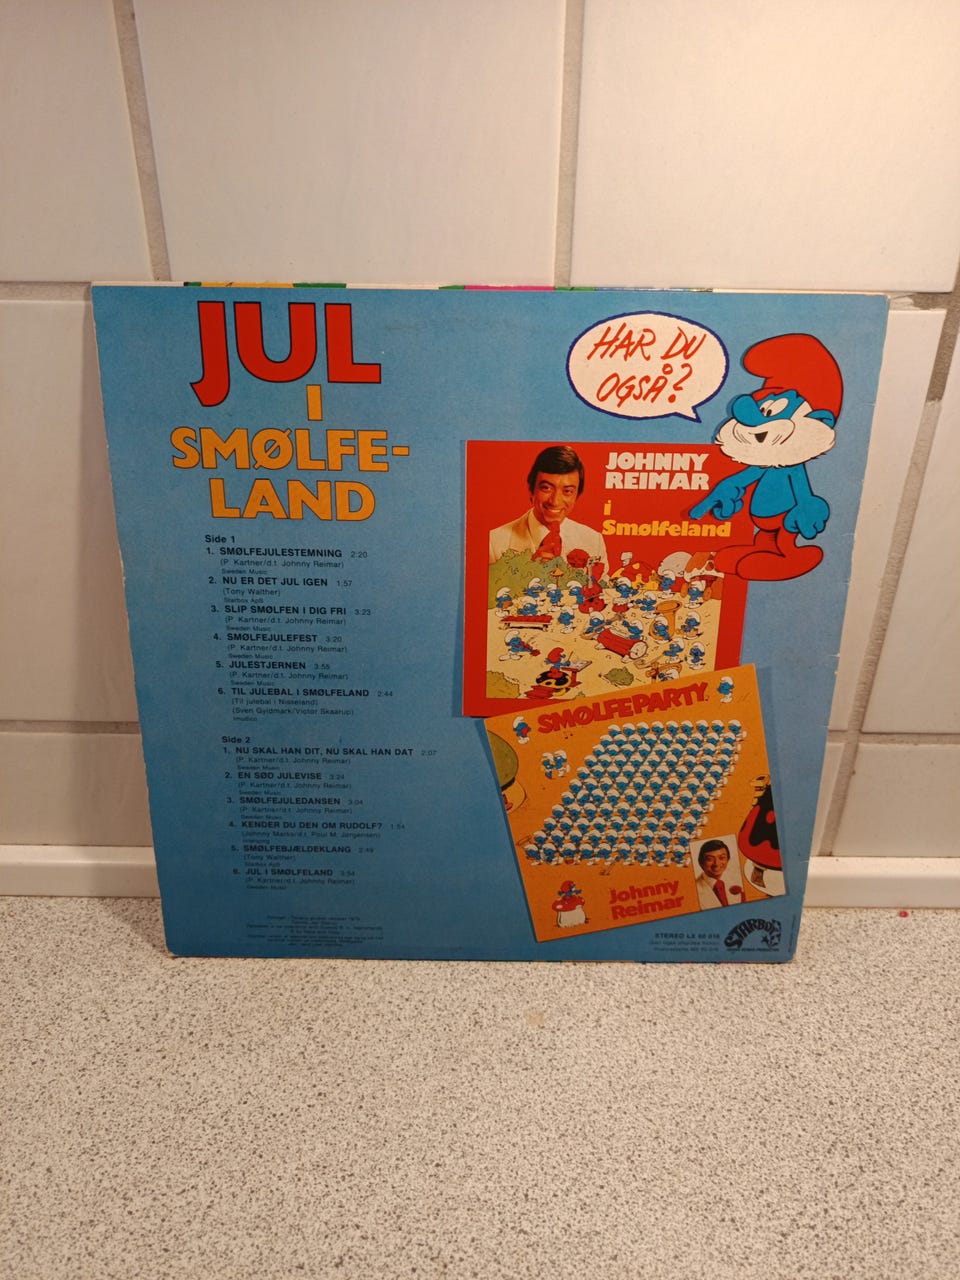 JUL
I
SMØLFE-
LAND
HAR DU
OGSÅ?
JOHNNY
REIMAR
i
Smølfeland
Side 1
1. SMØLFEJULESTEMNING 2:20
(P. Kartner/d.t. Johnny Reimar)
Sweden Music
2. NU ER DET JUL IGEN 1:57
(Tony Walther)
Starbox ApS
3. SLIP SMØLFEN I DIG FRI 3:23
(P. Kartner/d.t. Johnny Reimar)
Sweden Music
4. SMØLFEJULEFEST 3:20
(P. Kartner/d.t. Johnny Reimar)
Sweden Music
5. JULESTJERNEN 3:55
(P. Kartner/d.t. Johnny Reimar)
Sweden Music
6. TIL JULEBAL I SMØLFELAND 2:44
(Til julebal i Nisseland)
(Sven Gyldmark/Victor Skaarup)
Imudico
Side 2
1. NU SKAL HAN DIT, NU SKAL HAN DAT 2:07
(P. Kartner/d.t. Johnny Reimar)
Sweden Music
2. EN SØD JULEVISE 3:24
(P. Kartner/d.t. Johnny Reimar)
Sweden Music
3. SMØLFEJULEDANSEN 3:04
(P. Kartner/d.t. Johnny Reimar)
Sweden Music
4. KENDER DU DEN OM RUDOLF? 1:54
(Johnny Marks/d.t. Poul M. Jørgensen)
5. SMØLFEBJÆLDEKLANG 2:49
(Tony Walther)
Starbox ApS
6. JUL I SMØLFELAND 3:54
(P. Kartner/d.t. Johnny Reimar)
Sweden Music
SMØLFEPARTY
Johnny
Reimar
STEREO LX
STARBOX